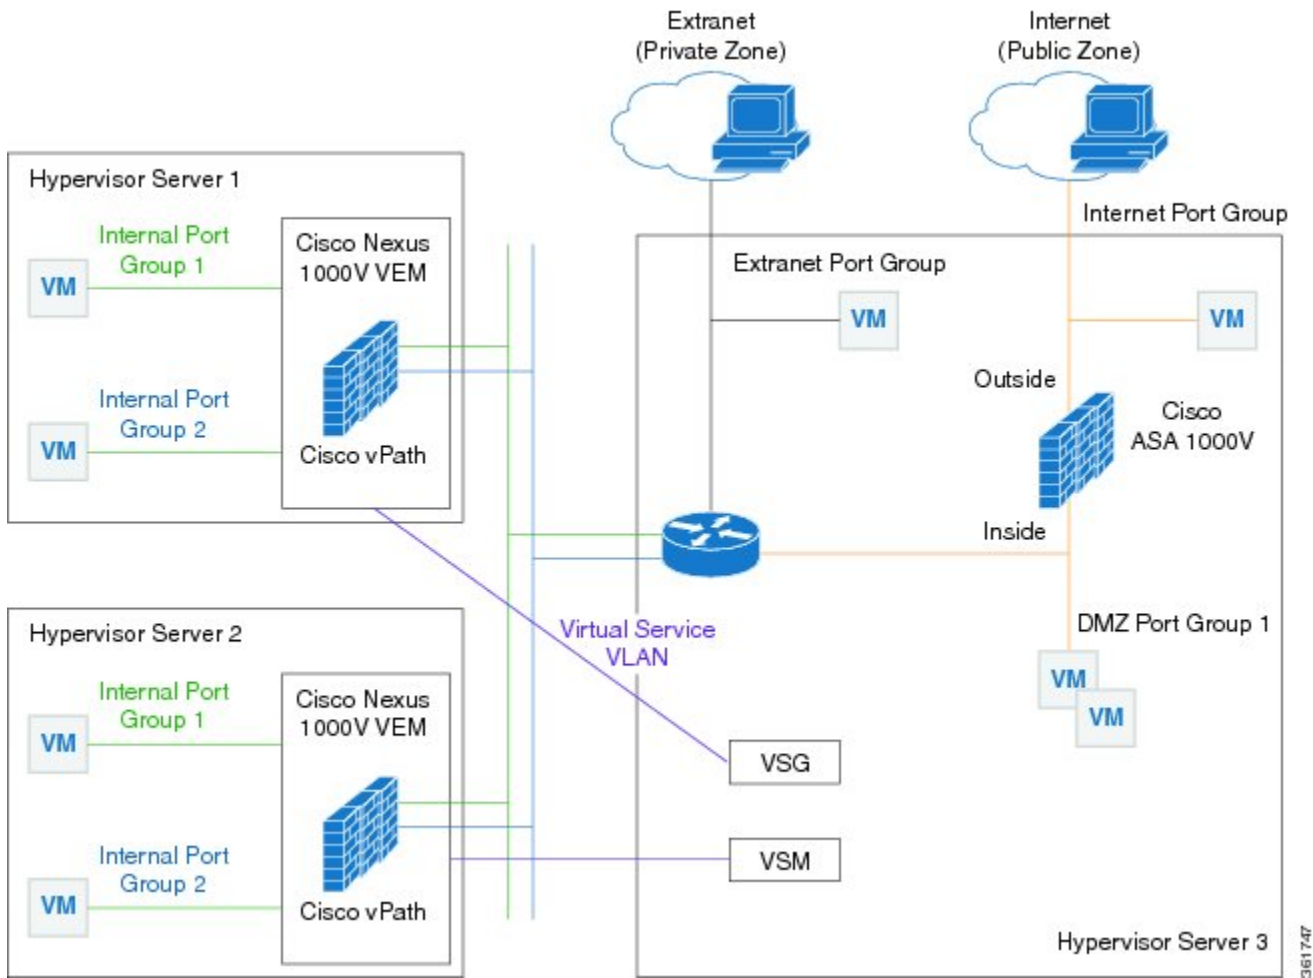 Extranet
(Private Zone)
Internet
(Public Zone)
Hypervisor Server 1
Internal Port
Group 1
VM
Cisco Nexus
1000V VEM
Internal Port
Group 2
VM
Cisco vPath
Internet Port Group
Extranet Port Group
VM
VM
Outside
Cisco
ASA 1000V
Inside
Virtual Service
VLAN
DMZ Port Group 1
VM
VM
Hypervisor Server 2
Internal Port
Group 1
VM
Cisco Nexus
1000V VEM
Internal Port
Group 2
VM
Cisco vPath
VSG
VSM
Hypervisor Server 3
361747